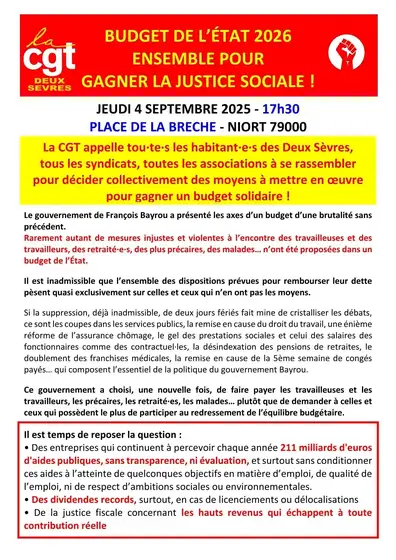 la
cgt
DEUX
SEVRES
BUDGET DE L’ÉTAT 2026
ENSEMBLE POUR
GAGNER LA JUSTICE SOCIALE !
JEUDI 4 SEPTEMBRE 2025 - 17h30
PLACE DE LA BRECHE - NIORT 79000
La CGT appelle tou·te·s les habitant·e·s des Deux Sèvres,
tous les syndicats, toutes les associations à se rassembler
pour décider collectivement des moyens à mettre en œuvre
pour gagner un budget solidaire !
Le gouvernement de François Bayrou a présenté les axes d’un budget d’une brutalité sans
précédent.
Rarement autant de mesures injustes et violentes à l’encontre des travailleuses et des
travailleurs, des retraité·e·s, des plus précaires, des malades… n’ont été proposées dans un
budget de l’État.
Il est inadmissible que l’ensemble des dispositions prévues pour rembourser leur dette
pèsent quasi exclusivement sur celles et ceux qui n’en ont pas les moyens.
Si la suppression, déjà inadmissible, de deux jours fériés fait mine de cristalliser les débats,
ce sont les coupes dans les services publics, la remise en cause du droit du travail, une énième
réforme de l’assurance chômage, le gel des prestations sociales et celui des salaires des
fonctionnaires comme des contractuel·les, la désindexation des pensions de retraites, le
doublement des franchises médicales, la remise en cause de la 5ème semaine de congés
payés… qui composent l’essentiel de la politique du gouvernement Bayrou.
Ce gouvernement a choisi, une nouvelle fois, de faire payer les travailleuses et les
travailleurs, les précaires, les retraité·es, les malades… plutôt que de demander à celles et
ceux qui possèdent le plus de participer au redressement de l’équilibre budgétaire.
Il est temps de reposer la question :
• Des entreprises qui continuent à percevoir chaque année 211 milliards d'euros
d'aides publiques, sans transparence, ni évaluation, et surtout sans conditionner
ces aides à l’atteinte de quelconques objectifs en matière d’emploi, de qualité de
l’emploi, ni de respect d’ambitions sociales ou environnementales.
• Des dividendes records, surtout, en cas de licenciements ou délocalisations
• De la justice fiscale concernant les hauts revenus qui échappent à toute
contribution réelle